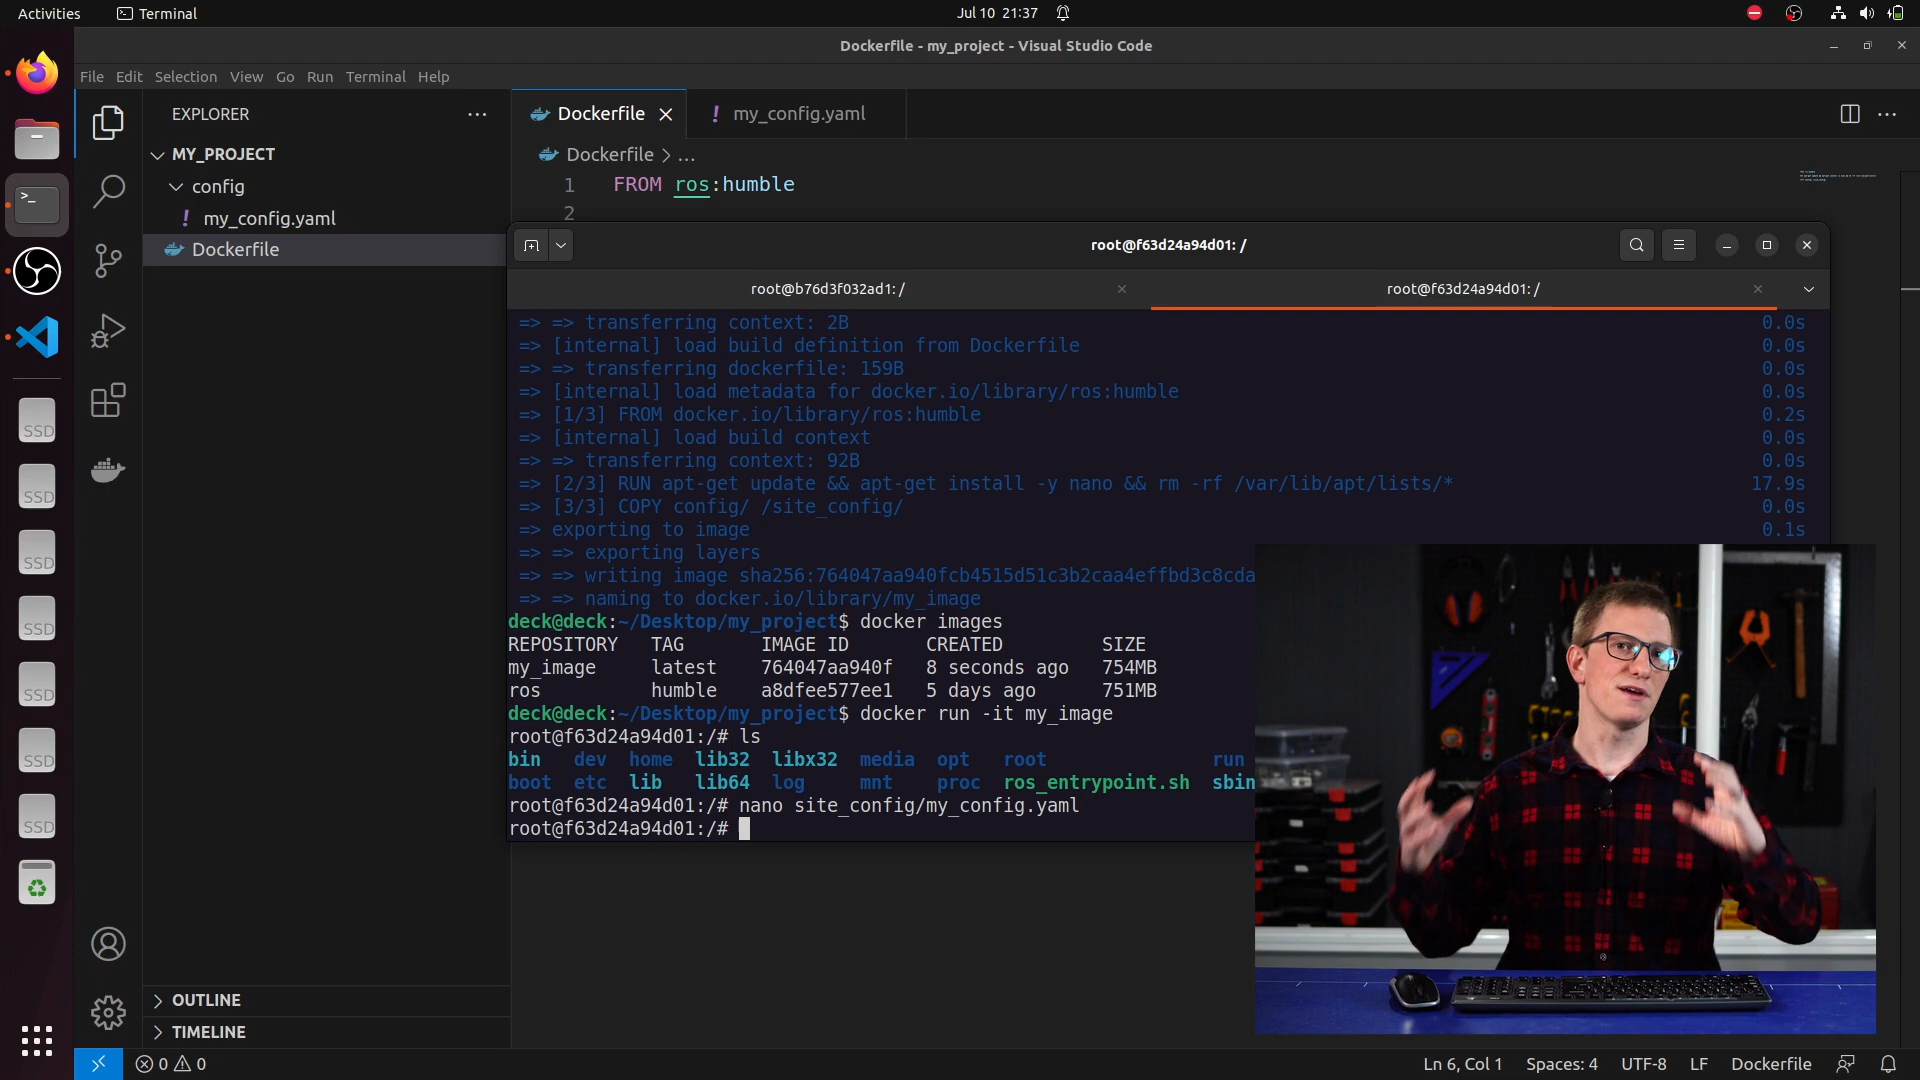 Activities
Terminal
Jul 10 21:37
Dockerfile - my_project - Visual Studio Code
File Edit Selection View Go Run Terminal Help
EXPLORER
MY_PROJECT
config
! my_config.yaml
Dockerfile
Dockerfile
! my_config.yaml
Dockerfile > ...
1 FROM ros:humble
2
root@f63d24a94d01: /
root@b76d3f032ad1: /
root@f63d24a94d01: /
=> => transferring context: 2B 0.0s
=> [internal] load build definition from Dockerfile 0.0s
=> => transferring dockerfile: 159B 0.0s
=> [internal] load metadata for docker.io/library/ros:humble 0.0s
=> [1/3] FROM docker.io/library/ros:humble 0.2s
=> [internal] load build context 0.0s
=> => transferring context: 92B 0.0s
=> [2/3] RUN apt-get update && apt-get install -y nano && rm -rf /var/lib/apt/lists/* 17.9s
=> [3/3] COPY config/ /site_config/ 0.0s
=> exporting to image 0.1s
=> => exporting layers
=> => writing image sha256:764047aa940fcb4515d51c3b2caa4effbd3c8cda
=> => naming to docker.io/library/my_image
deck@deck:~/Desktop/my_project$ docker images
REPOSITORY TAG IMAGE ID CREATED SIZE
my_image latest 764047aa940f 8 seconds ago 754MB
ros humble a8dfee577ee1 5 days ago 751MB
deck@deck:~/Desktop/my_project$ docker run -it my_image
root@f63d24a94d01:/# ls
bin dev home lib32 libx32 media opt root run
boot etc lib lib64 log mnt proc ros_entrypoint.sh sbin
root@f63d24a94d01:/# nano site_config/my_config.yaml
root@f63d24a94d01:/#
SSD
SSD
SSD
SSD
SSD
SSD
SSD
OUTLINE
TIMELINE
0 0
Ln 6, Col 1
Spaces: 4
UTF-8
LF
Dockerfile